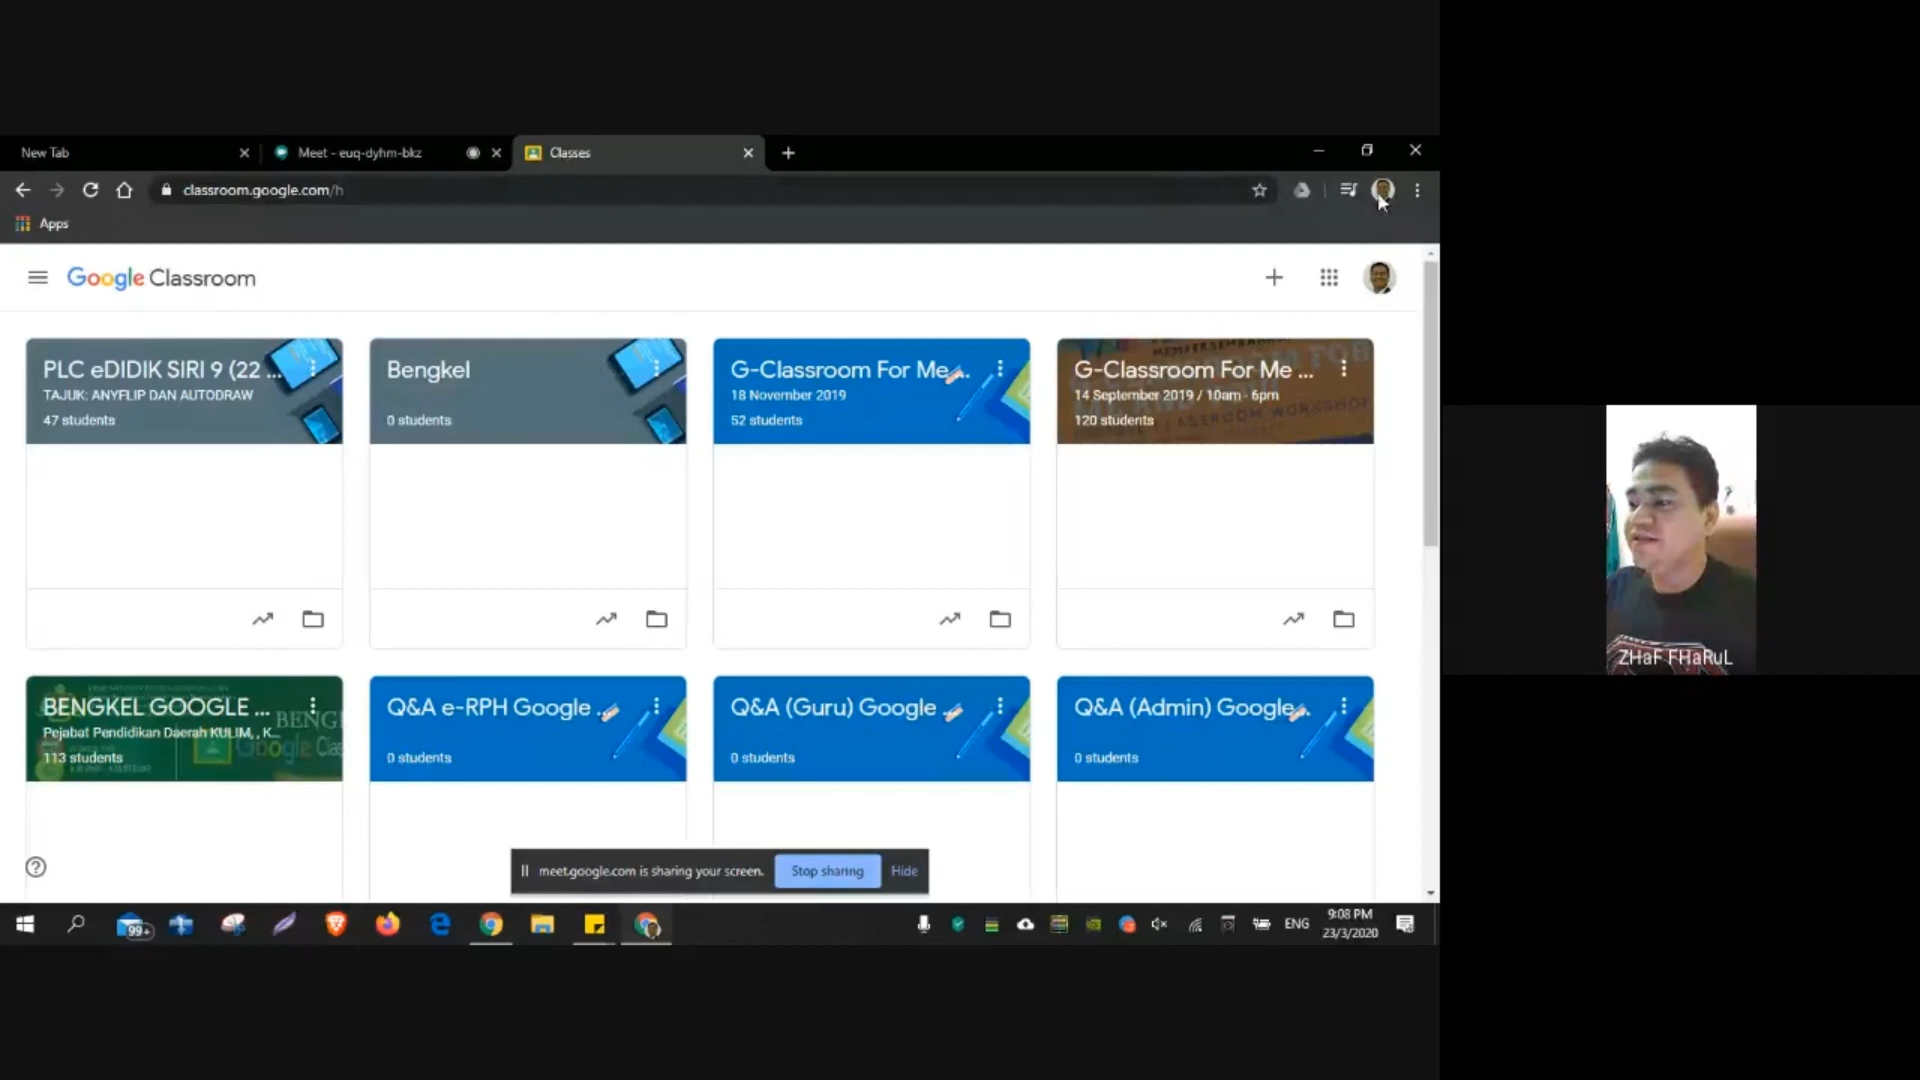 New Tab
Meet - euq-dyhm-bkz
Classes
classroom.google.com/h
Apps
Google Classroom
PLC eDIDIK SIRI 9 (22 ...
TAJUK: ANYFLIP DAN AUTODRAW
47 students
Bengkel
0 students
G-Classroom For Me ...
18 November 2019
52 students
G-Classroom For Me ...
14 September 2019 / 10am - 6pm
120 students
BENGKEL GOOGLE ...
Pejabat Pendidikan Daerah KULIM, , K...
113 students
Q&A e-RPH Google ...
0 students
Q&A (Guru) Google ...
0 students
Q&A (Admin) Google...
0 students
meet.google.com is sharing your screen.
Stop sharing
Hide
99+
ENG
9:08 PM
23/3/2020
ZHaF FHaRuL